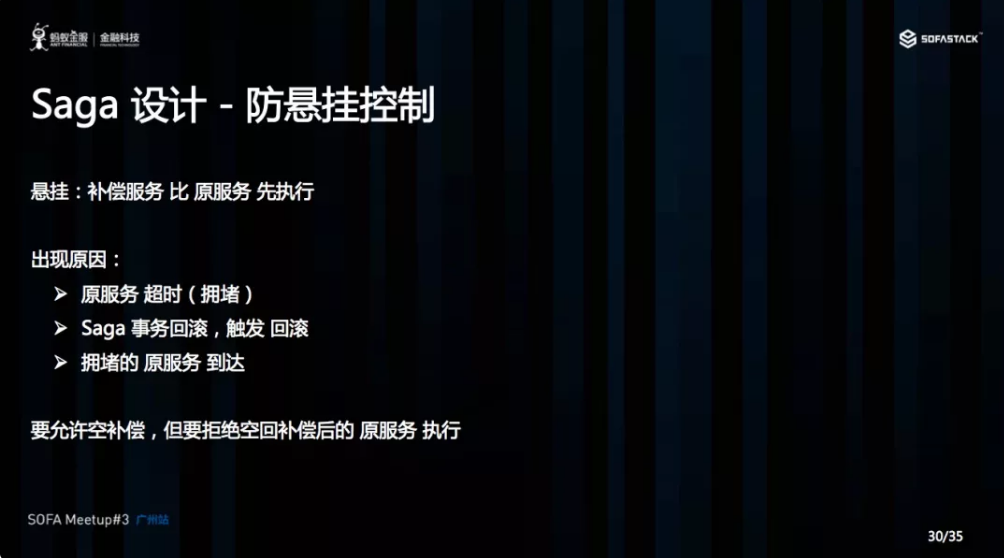 蚂蚁金服 金融科技
ANT FINANCIAL FINANCIAL TECHNOLOGY
SOFASTACK™
Saga 设计 - 防悬挂控制
悬挂：补偿服务 比 原服务 先执行
出现原因：
➢ 原服务 超时（拥堵）
➢ Saga 事务回滚，触发 回滚
➢ 拥堵的 原服务 到达
要允许空补偿，但要拒绝空回补偿后的 原服务 执行
SOFA Meetup#3 广州站
30/35